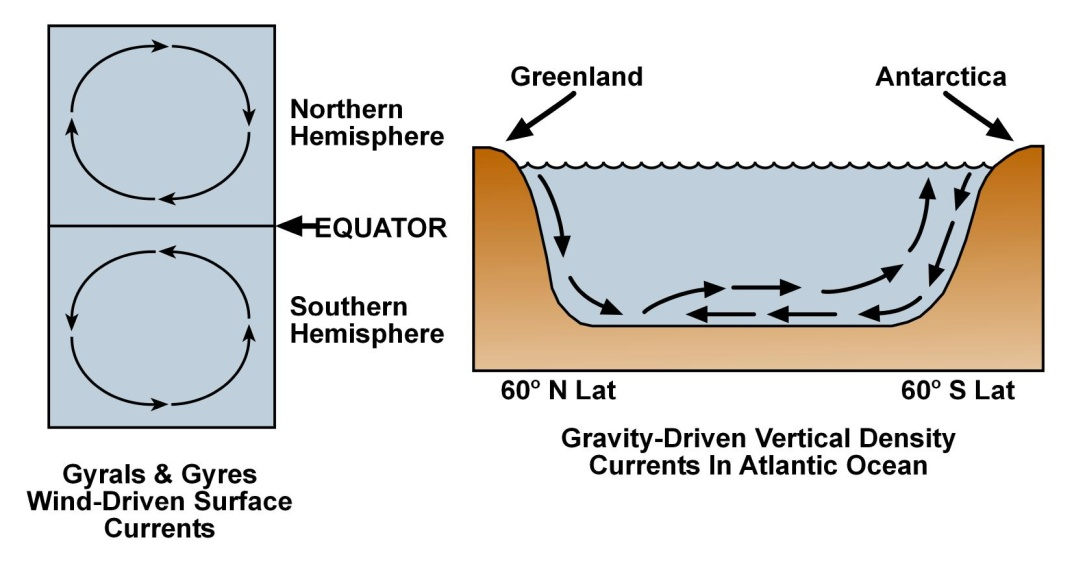 Northern
Hemisphere
EQUATOR
Southern
Hemisphere
Gyrals & Gyres
Wind-Driven Surface
Currents
Greenland
Antarctica
60° N Lat
60° S Lat
Gravity-Driven Vertical Density
Currents In Atlantic Ocean